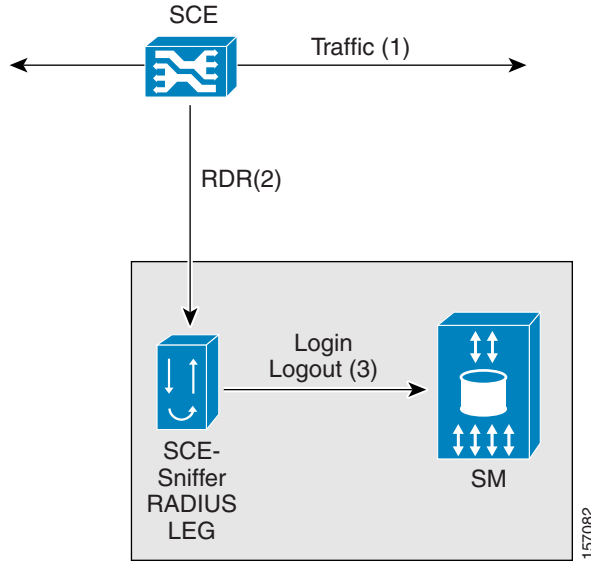 SCE
Traffic (1)
RDR(2)
Login
Logout (3)
SCE-
Sniffer
RADIUS
LEG
SM
157082